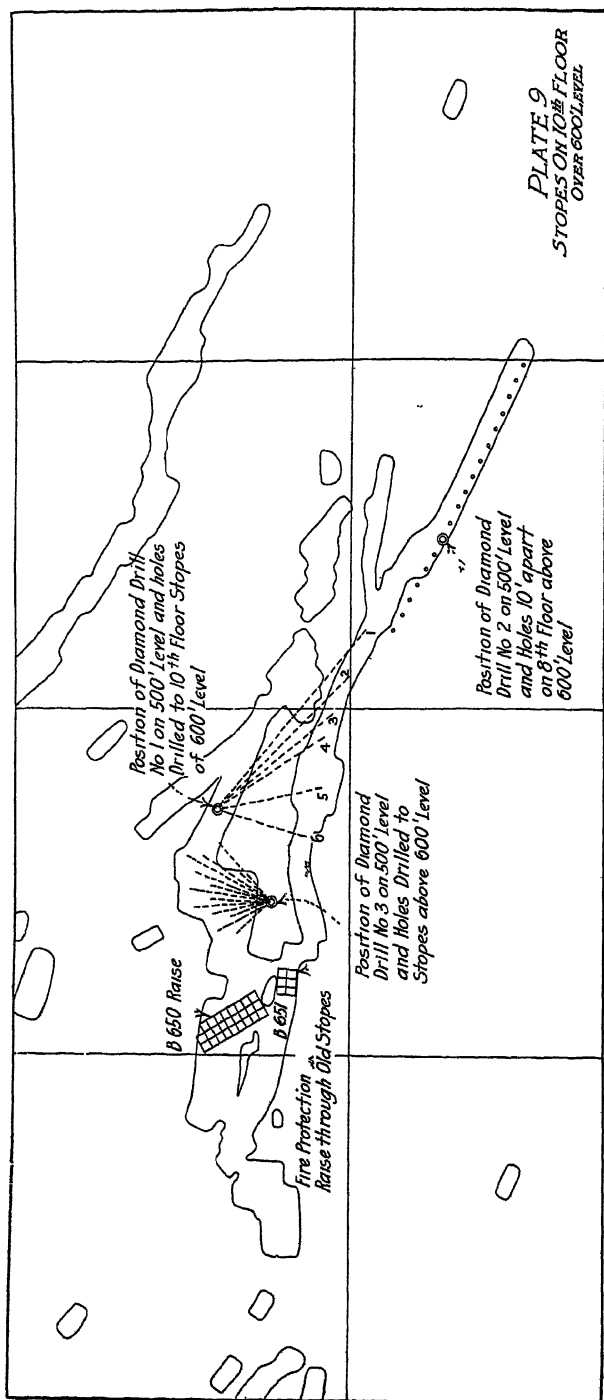 PLATE 9
STOPES ON 10th FLOOR
OVER 600' LEVEL
Position of Diamond Drill
No 1 on 500' Level and holes
Drilled to 10th Floor Stopes
of 600' Level
1
2
3
4
5
6
Position of Diamond
Drill No 2 on 500' Level
and Holes 10' apart
on 8th Floor above
600' Level
Position of Diamond
Drill No 3 on 500' Level
and Holes Drilled to
Stopes above 600' Level
B 650 Raise
B 651
Fire Protection
Raise through Old Stopes